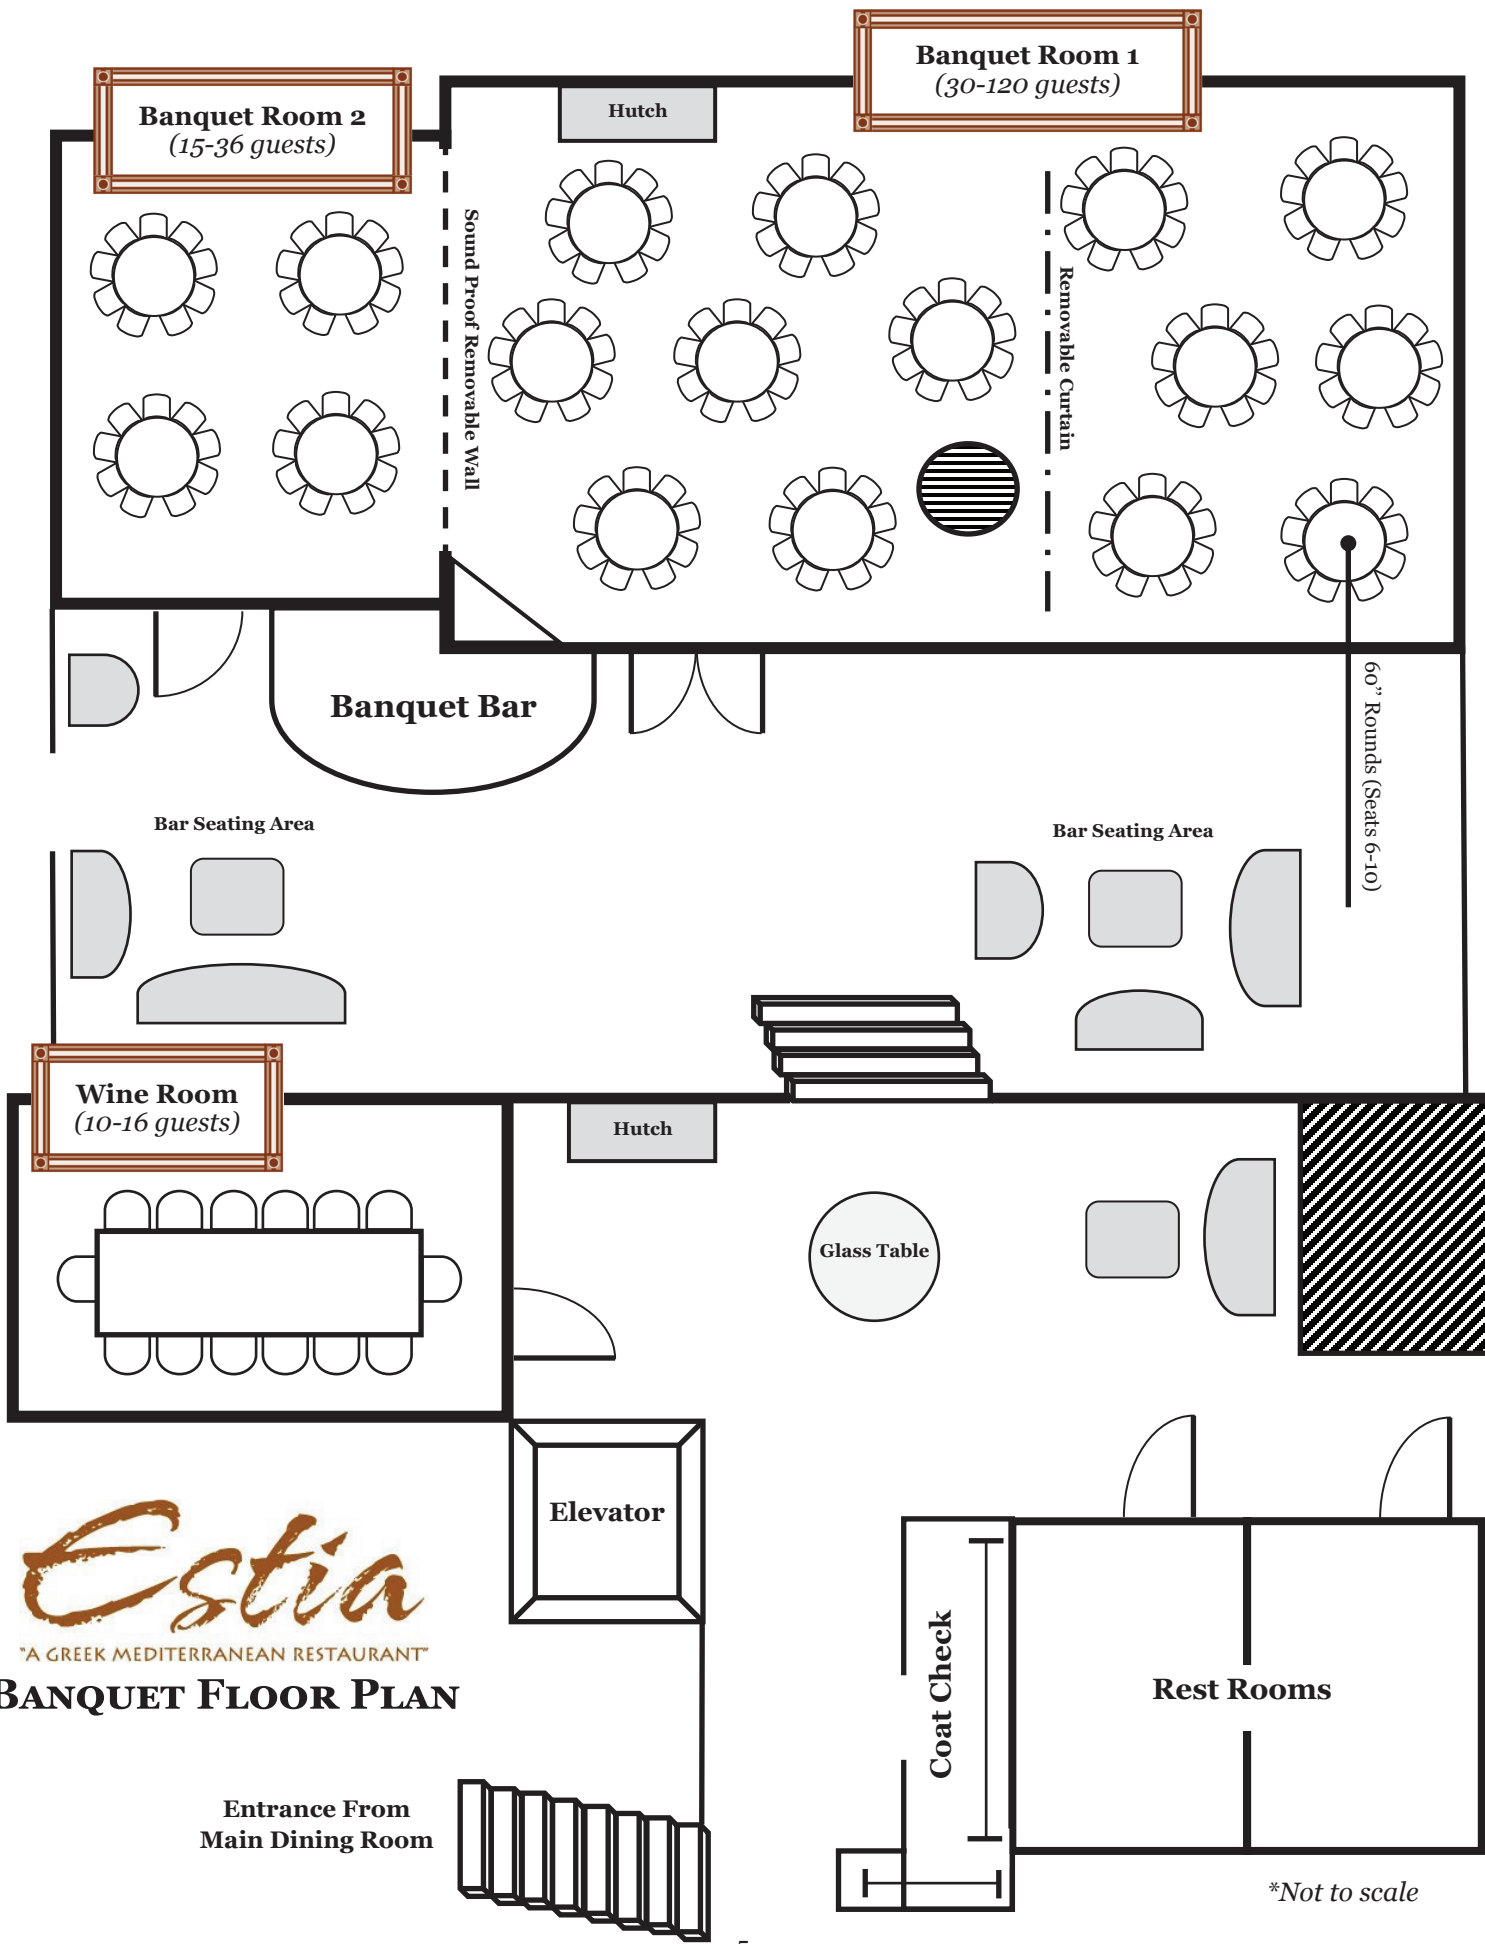 Banquet Room 1
(30-120 guests)
Banquet Room 2
(15-36 guests)
Hutch
Sound Proof Removable Wall
Removable Curtain
60” Rounds (Seats 6-10)
Banquet Bar
Bar Seating Area
Bar Seating Area
Wine Room
(10-16 guests)
Hutch
Glass Table
Elevator
Estia
"A GREEK MEDITERRANEAN RESTAURANT"
BANQUET FLOOR PLAN
Coat Check
Rest Rooms
Entrance From
Main Dining Room
*Not to scale